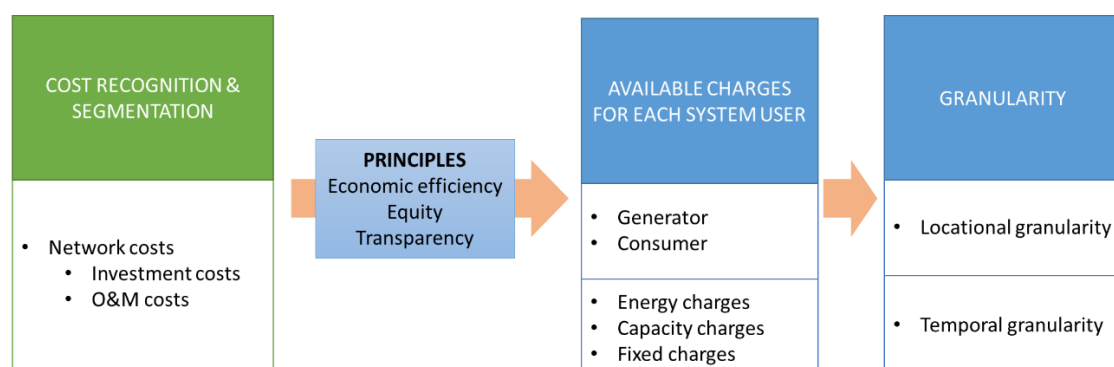 COST RECOGNITION &
SEGMENTATION
• Network costs
• Investment costs
• O&M costs
PRINCIPLES
Economic efficiency
Equity
Transparency
AVAILABLE CHARGES
FOR EACH SYSTEM USER
• Generator
• Consumer
• Energy charges
• Capacity charges
• Fixed charges
GRANULARITY
• Locational granularity
• Temporal granularity